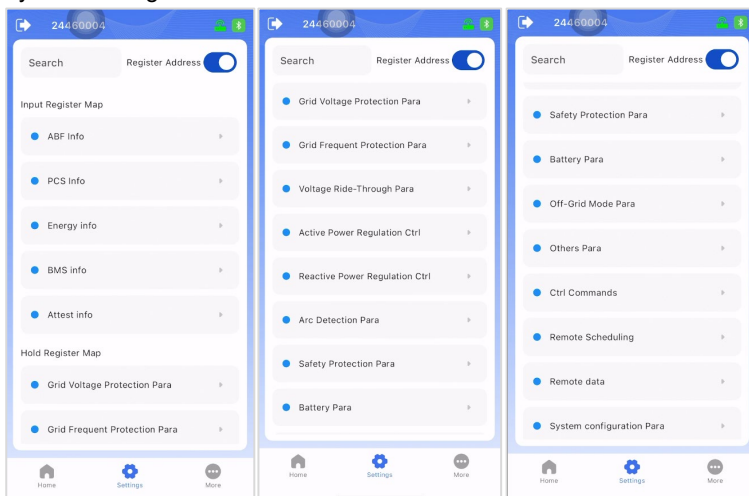 24460004
Search Register Address
Input Register Map
ABF Info
PCS Info
Energy info
BMS info
Attest info
Hold Register Map
Grid Voltage Protection Para
Grid Frequent Protection Para
Home Settings More
24460004
Search Register Address
Grid Voltage Protection Para
Grid Frequent Protection Para
Voltage Ride-Through Para
Active Power Regulation Ctrl
Reactive Power Regulation Ctrl
Arc Detection Para
Safety Protection Para
Battery Para
Home Settings More
24460004
Search Register Address
Safety Protection Para
Battery Para
Off-Grid Mode Para
Others Para
Ctrl Commands
Remote Scheduling
Remote data
System configuration Para
Home Settings More